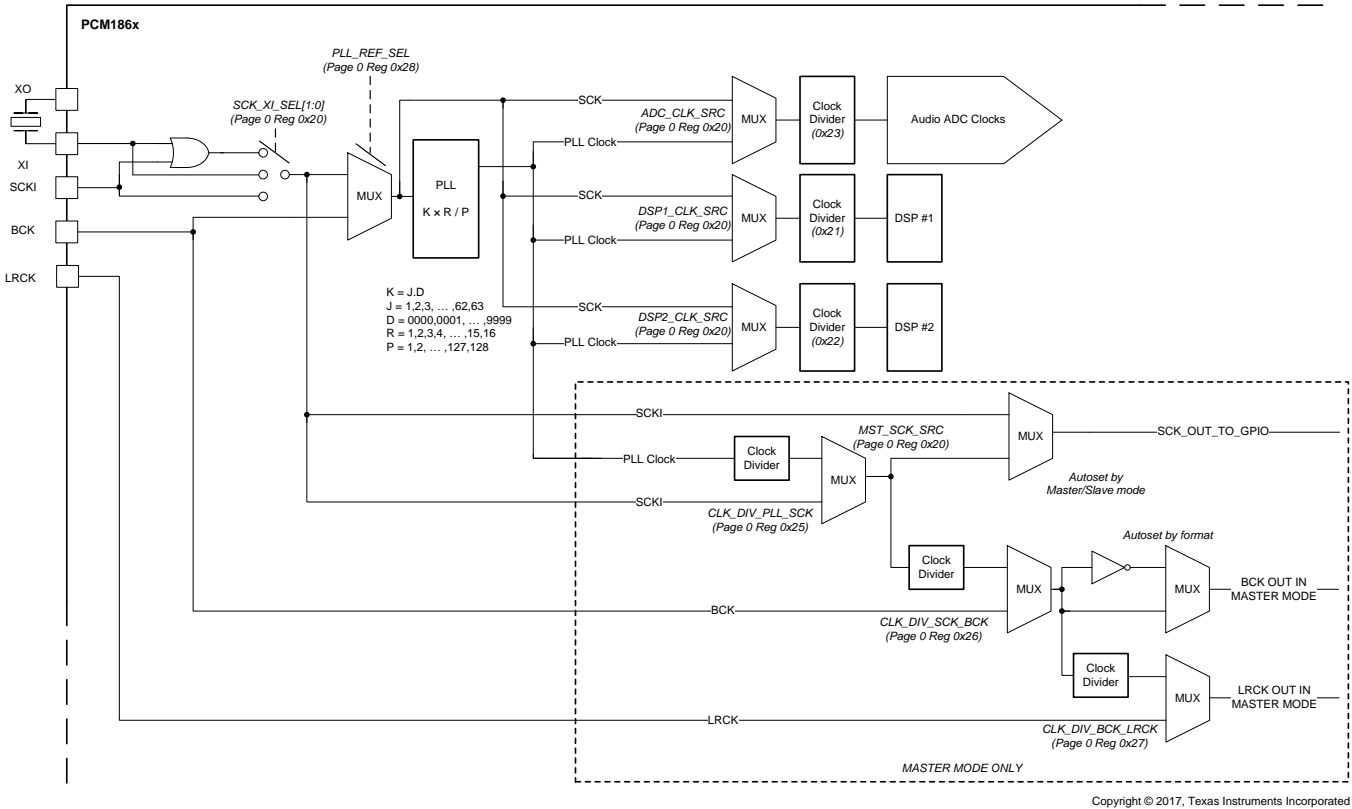 PCM186x
XO
XI
SCKI
BCK
LRCK
SCK_XI_SEL[1:0]
(Page 0 Reg 0x20)
PLL_REF_SEL
(Page 0 Reg 0x28)
MUX
PLL
K x R / P
K = J.D
J = 1,2,3, … ,62,63
D = 0000,0001, … ,9999
R = 1,2,3,4, … ,15,16
P = 1,2, … ,127,128
SCK
ADC_CLK_SRC
(Page 0 Reg 0x20)
PLL Clock
MUX
Clock
Divider
(0x23)
Audio ADC Clocks
SCK
DSP1_CLK_SRC
(Page 0 Reg 0x20)
PLL Clock
MUX
Clock
Divider
(0x21)
DSP #1
SCK
DSP2_CLK_SRC
(Page 0 Reg 0x20)
PLL Clock
MUX
Clock
Divider
(0x22)
DSP #2
SCKI
MST_SCK_SRC
(Page 0 Reg 0x20)
MUX
SCK_OUT_TO_GPIO
Autoset by
Master/Slave mode
PLL Clock
Clock
Divider
MUX
SCKI
CLK_DIV_PLL_SCK
(Page 0 Reg 0x25)
Clock
Divider
MUX
Autoset by format
MUX
BCK OUT IN
MASTER MODE
BCK
CLK_DIV_SCK_BCK
(Page 0 Reg 0x26)
Clock
Divider
MUX
LRCK OUT IN
MASTER MODE
LRCK
CLK_DIV_BCK_LRCK
(Page 0 Reg 0x27)
MASTER MODE ONLY
Copyright © 2017, Texas Instruments Incorporated